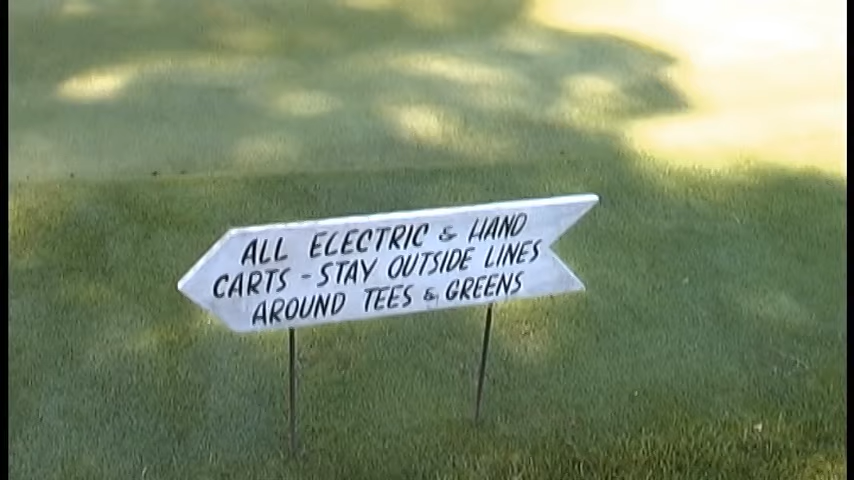 ALL ELECTRIC & HAND
CARTS - STAY OUTSIDE LINES
AROUND TEES & GREENS